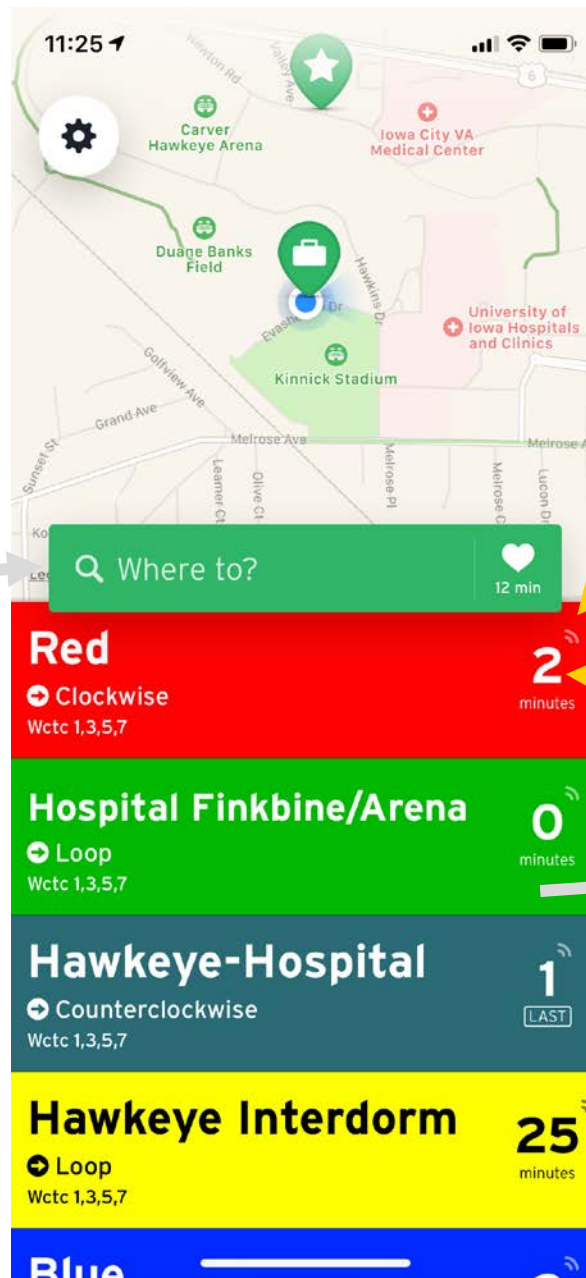 11:25
Newton Rd
Valley Ave
6
Carver
Hawkeye Arena
Iowa City VA
Medical Center
Duane Banks
Field
Hawkins Dr
Evashevski Dr
University of
Iowa Hospitals
and Clinics
Kinnick Stadium
Golfview Ave
Grand Ave
Sunset St
Melrose Ave
Melrose A
Leamer Ct
Olive Ct
Melrose Pl
Melrose C
Lucon Dr
Ko
Lee
Where to?
12 min
Red
2
Clockwise
minutes
Wctc 1,3,5,7
Hospital Finkbine/Arena
0
Loop
minutes
Wctc 1,3,5,7
Hawkeye-Hospital
1
Counterclockwise
LAST
Wctc 1,3,5,7
Hawkeye Interdorm
25
Loop
minutes
Wctc 1,3,5,7
Blue